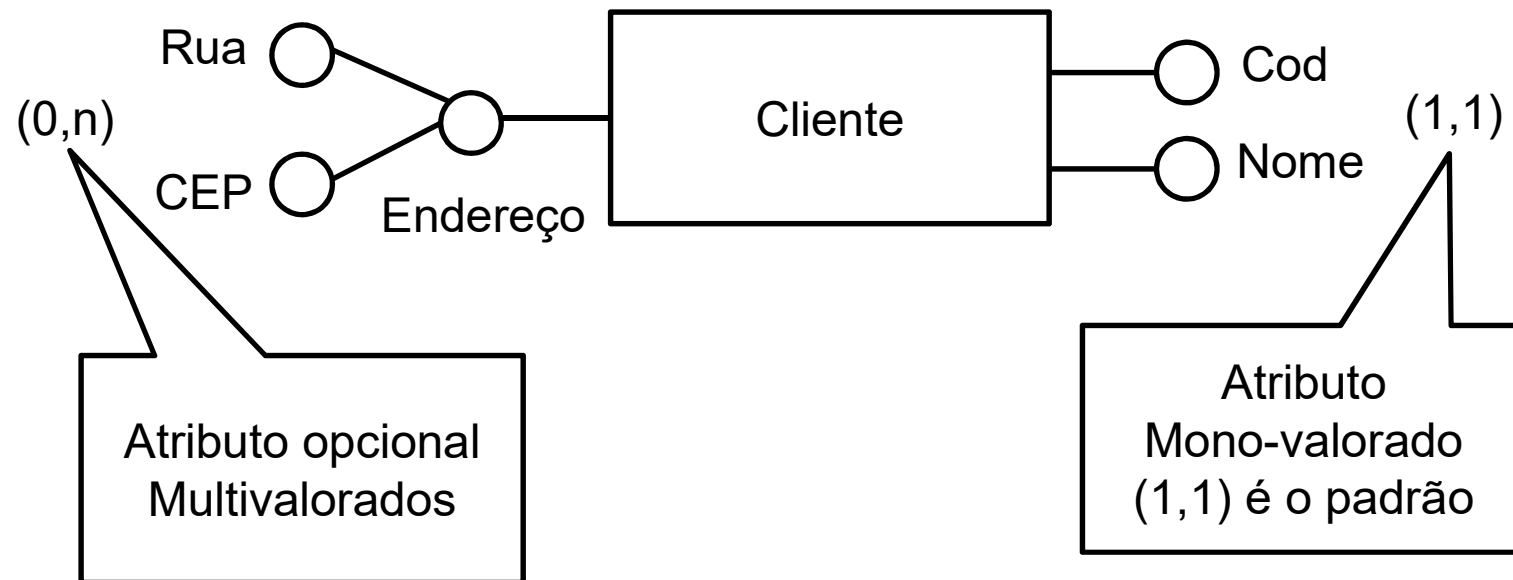 Rua
Cod
(0,n)
Cliente
(1,1)
CEP
Nome
Endereço
Atributo opcional
Multivalorados
Atributo
Mono-valorado
(1,1) é o padrão